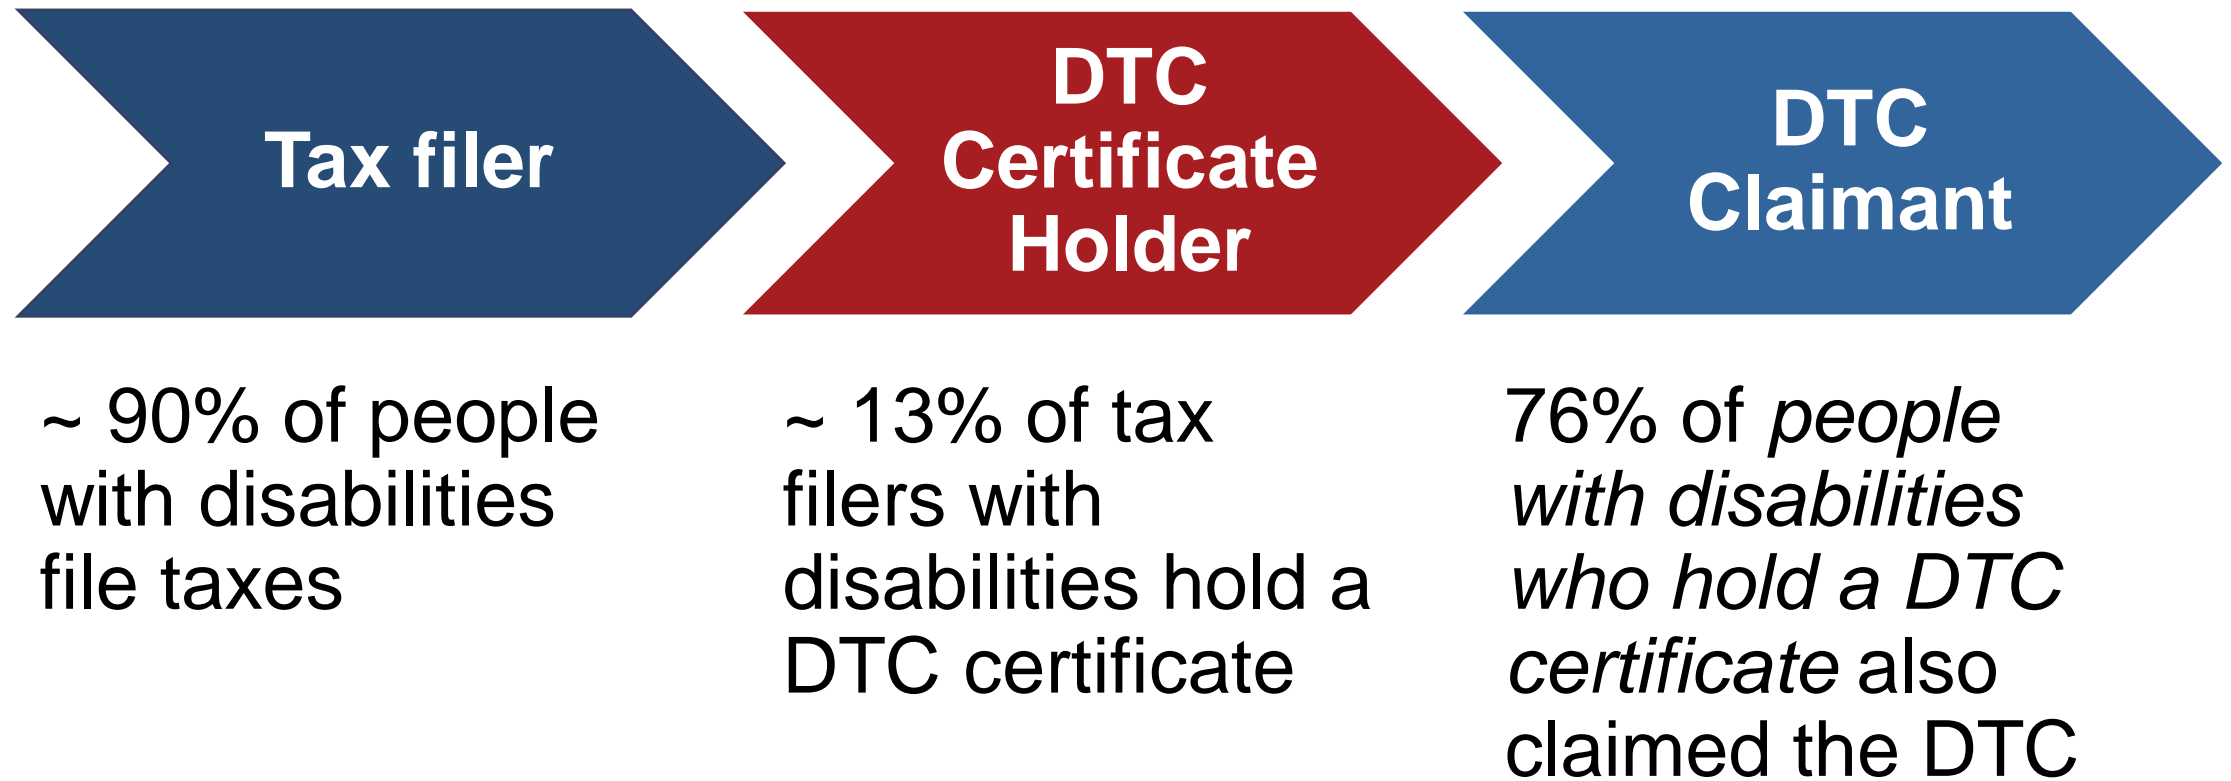 Tax filer
DTC
Certificate
Holder
DTC
Claimant
~ 90% of people
with disabilities
file taxes
~ 13% of tax
filers with
disabilities hold a
DTC certificate
76% of people
with disabilities
who hold a DTC
certificate also
claimed the DTC